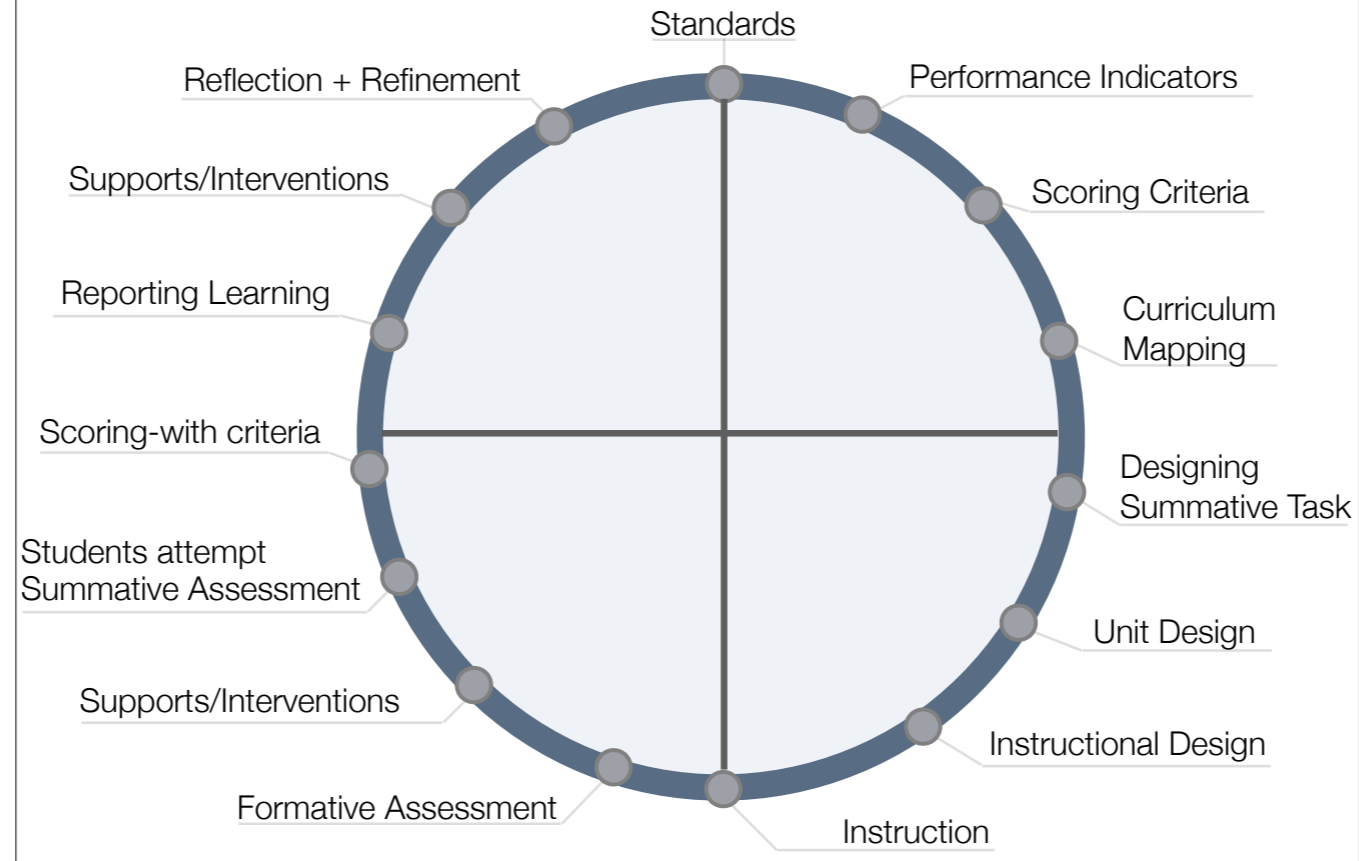 Standards
Performance Indicators
Scoring Criteria
Curriculum
Mapping
Designing
Summative Task
Unit Design
Instructional Design
Instruction
Formative Assessment
Supports/Interventions
Students attempt
Summative Assessment
Scoring-with criteria
Reporting Learning
Supports/Interventions
Reflection + Refinement